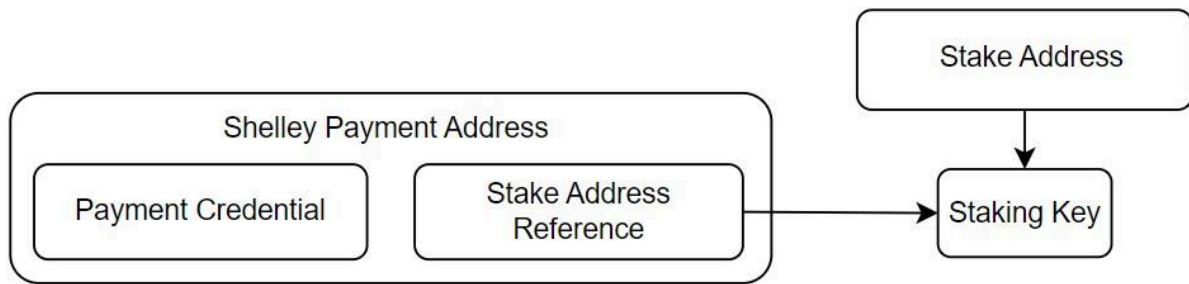 Stake Address
Shelley Payment Address
Payment Credential
Stake Address
Reference
Staking Key